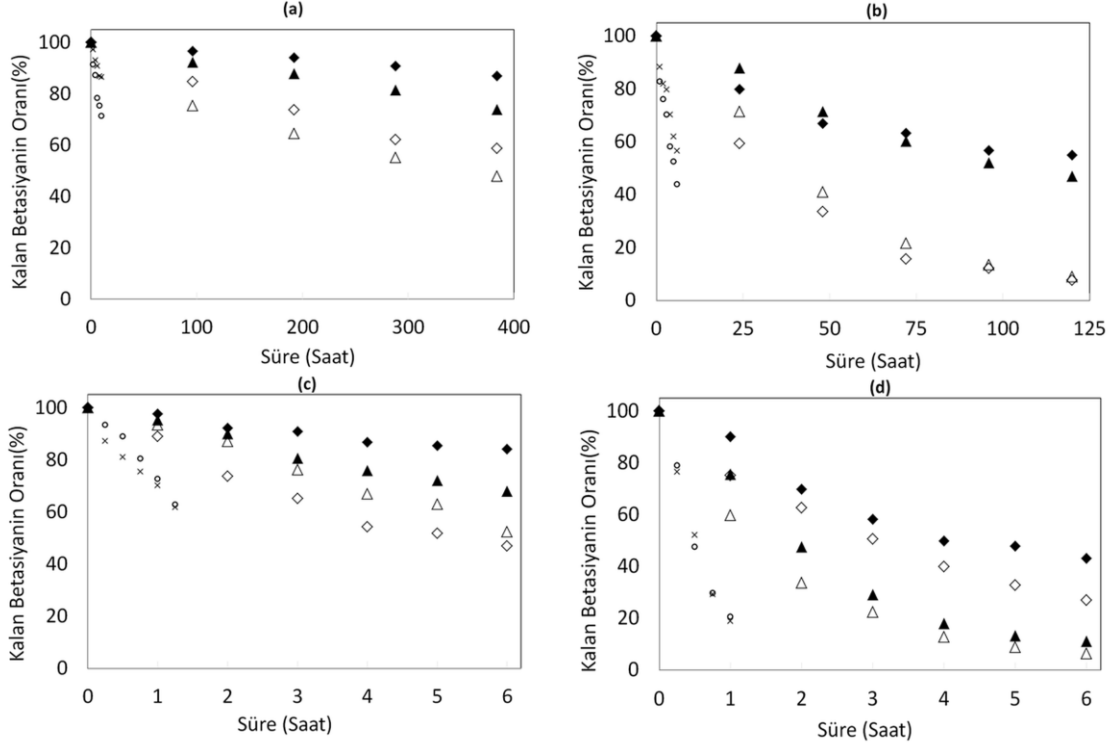 (a)
Kalan Betasiyanin Oranı(%)
100
80
60
40
20
0
0 100 200 300 400
Süre (Saat)
(b)
Kalan Betasiyanin Oranı(%)
100
80
60
40
20
0
0 25 50 75 100 125
Süre (Saat)
(c)
Kalan Betasiyanın Oranı(%)
100
80
60
40
20
0
0 1 2 3 4 5 6
Süre (Saat)
(d)
Kalan Betasiyanın Oranı(%)
100
80
60
40
20
0
0 1 2 3 4 5 6
Süre (Saat)